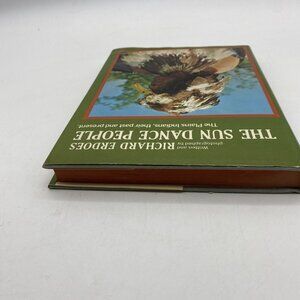 THE SUN DANCE PEOPLE
The Plains Indians, their past and present.
Written and
photographed by
RICHARD ERDOES